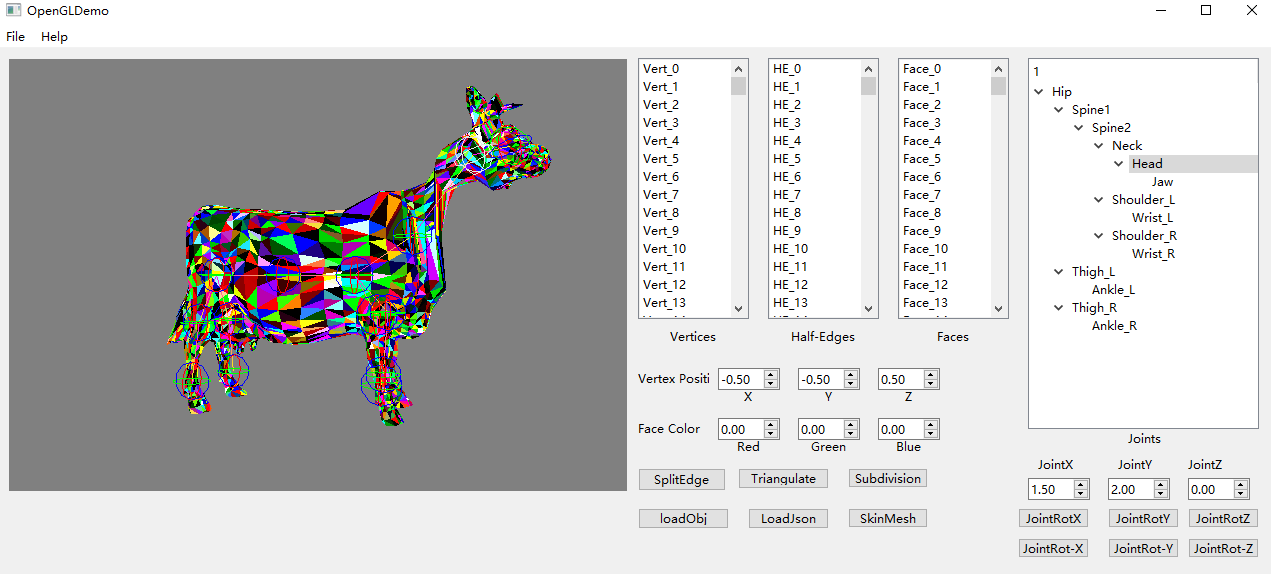 OpenGLDemo
File Help
Vert_0
Vert_1
Vert_2
Vert_3
Vert_4
Vert_5
Vert_6
Vert_7
Vert_8
Vert_9
Vert_10
Vert_11
Vert_12
Vert_13
Vertices
HE_0
HE_1
HE_2
HE_3
HE_4
HE_5
HE_6
HE_7
HE_8
HE_9
HE_10
HE_11
HE_12
HE_13
Half-Edges
Face_0
Face_1
Face_2
Face_3
Face_4
Face_5
Face_6
Face_7
Face_8
Face_9
Face_10
Face_11
Face_12
Face_13
Faces
Vertex Positi -0.50 -0.50 0.50
X Y Z
Face Color 0.00 0.00 0.00
Red Green Blue
SplitEdge Triangulate Subdivision
loadObj LoadJson SkinMesh
1
Hip
Spine1
Spine2
Neck
Head
Jaw
Shoulder_L
Wrist_L
Shoulder_R
Wrist_R
Thigh_L
Ankle_L
Thigh_R
Ankle_R
Joints
JointX JointY JointZ
1.50 2.00 0.00
JointRotX JointRotY JointRotZ
JointRot-X JointRot-Y JointRot-Z